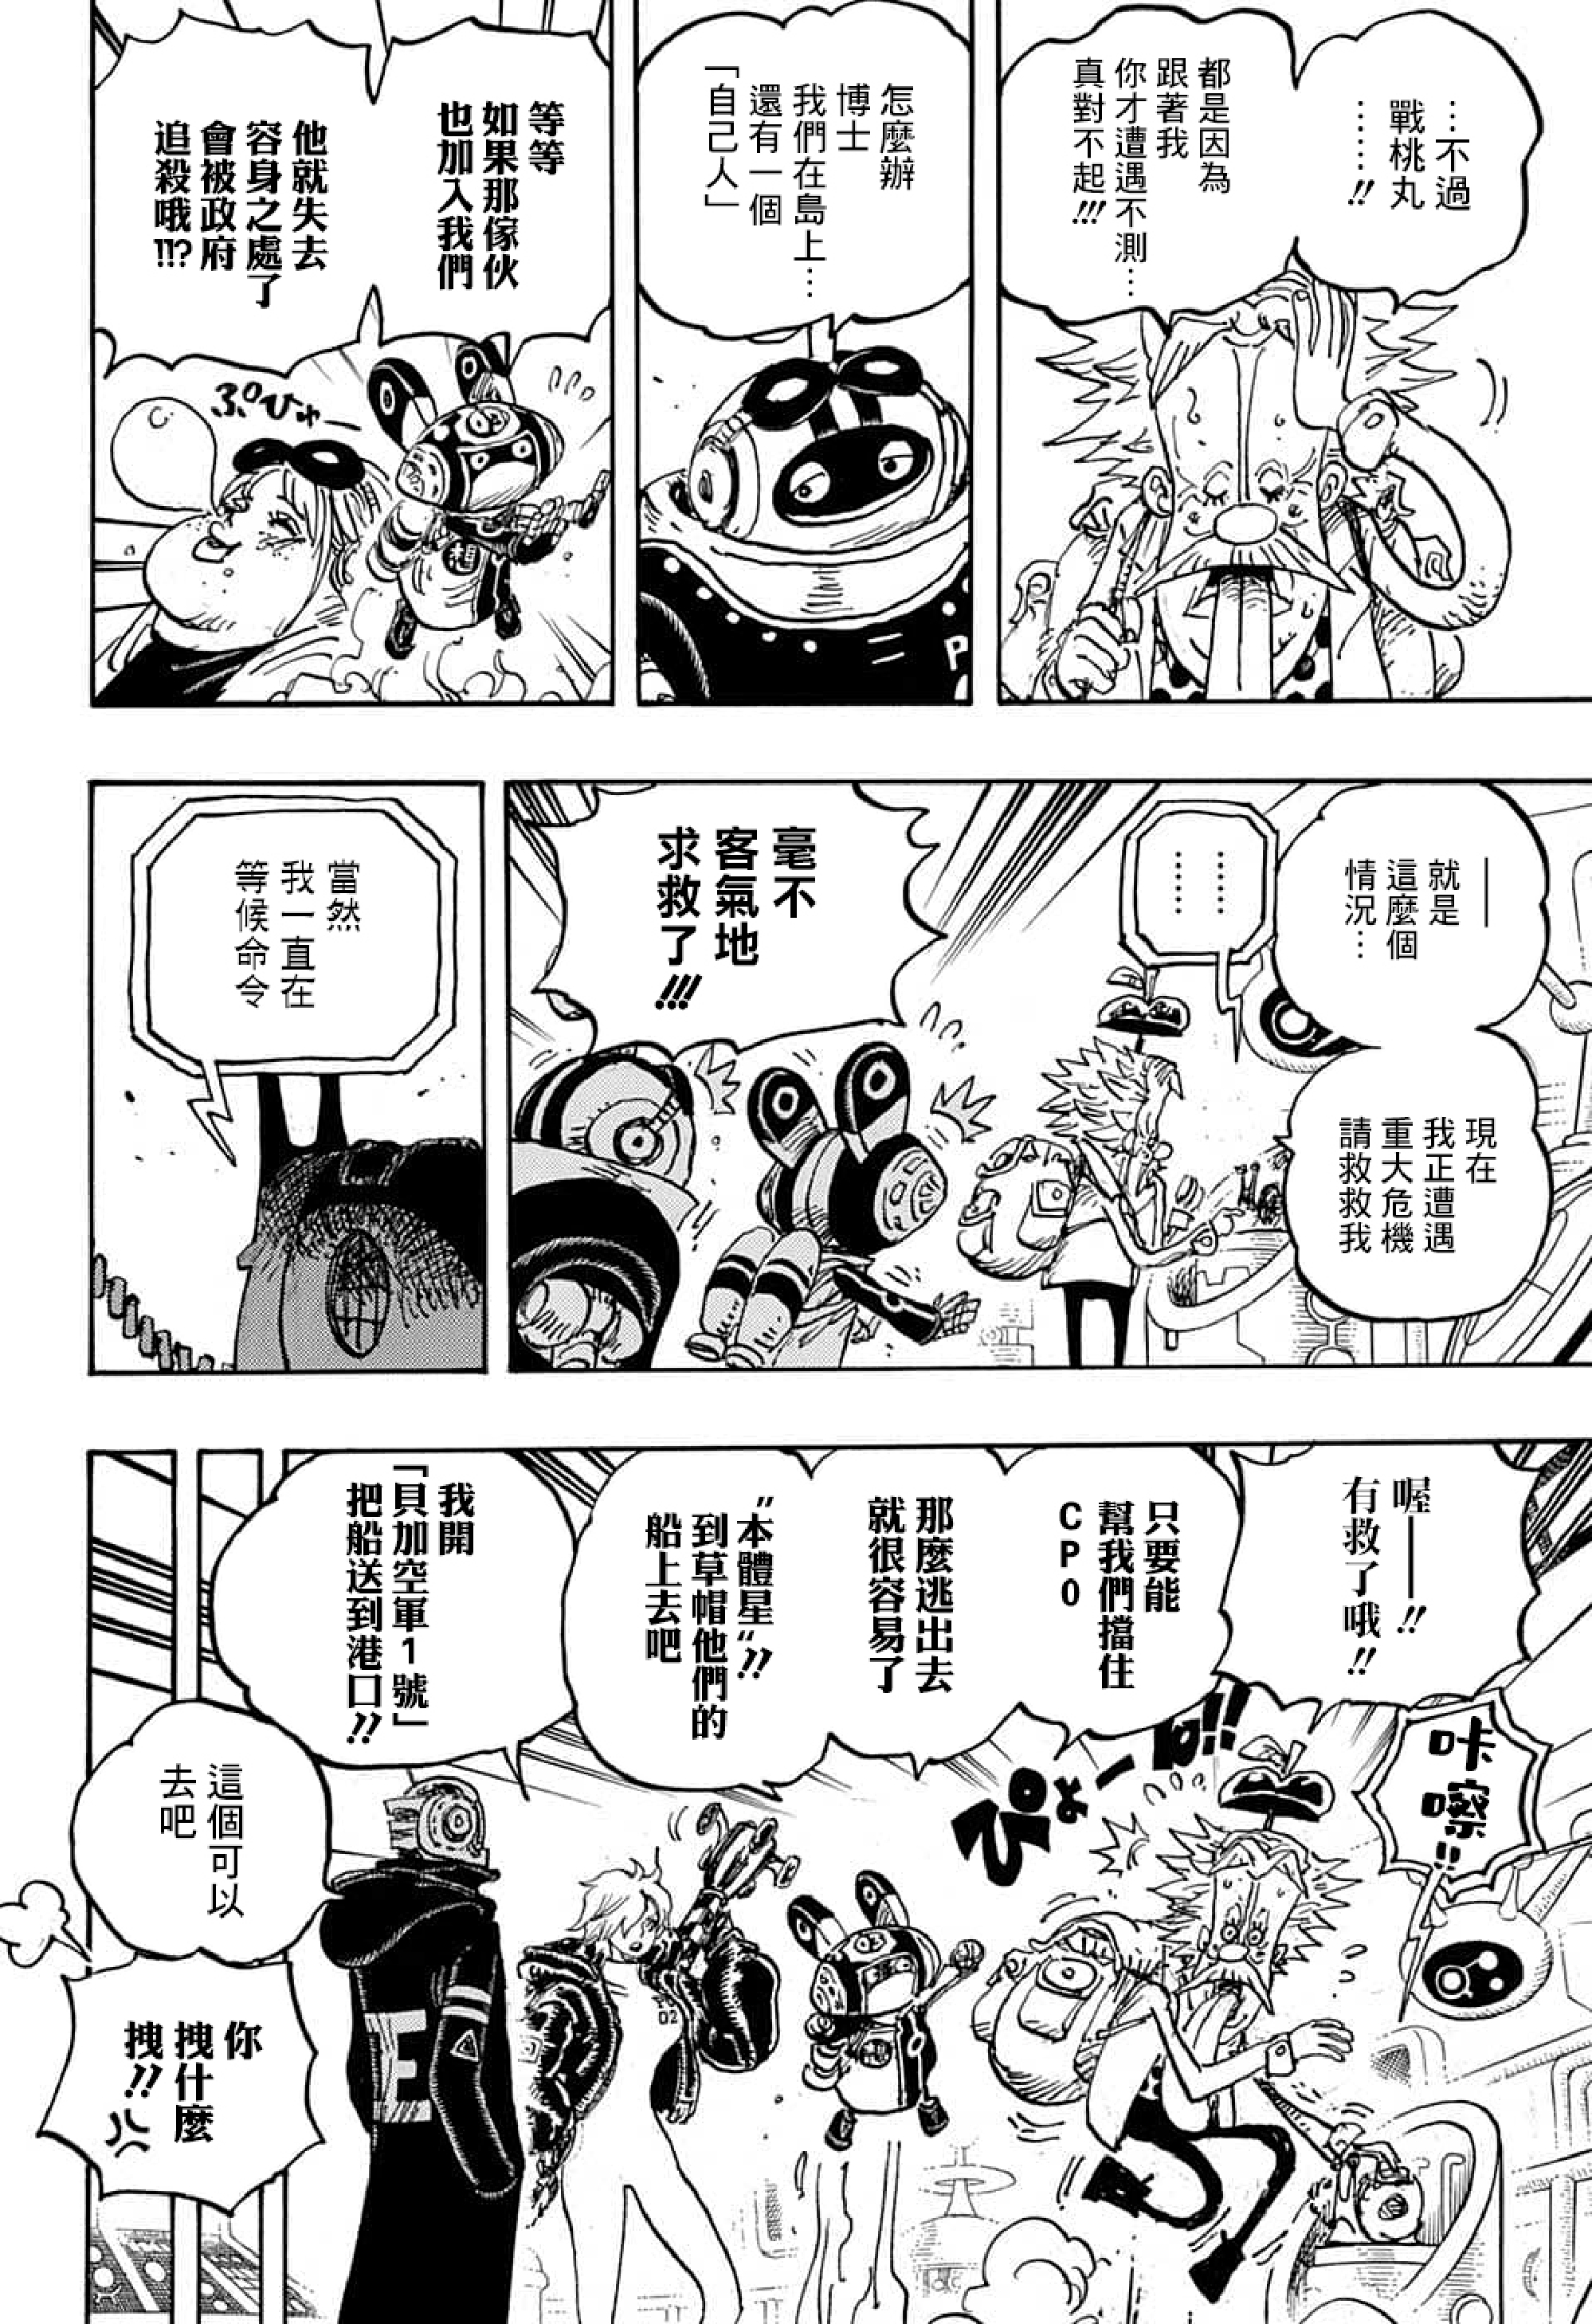 …不過
戰桃丸
……!!
都是因為
跟著我
你才遭遇不測…
真對不起!!!
怎麼辦
博士
我們在島上…
還有一個
「自己人」
等等
如果那傢伙
也加入我們
他就失去
容身之處了
會被政府
追殺哦!!?
ぷひゅー
P
想
——
就是
這麼個
情況…
現在
我正遭遇
重大危機
請救救我
……
……
毫不
客氣地
求救了!!!
當然
我一直在
等候命令
喔——!!
有救了哦!!
咔嚓!!
只要能
幫我們擋住
CP0
那麼逃出去
就很容易了
"本體星"!!
到草帽他們的
船上去吧
我開
「貝加空軍1號」
把船送到港口!!
ぴょーーん!!
這個可以
去吧
你
拽什麼
拽!!
02